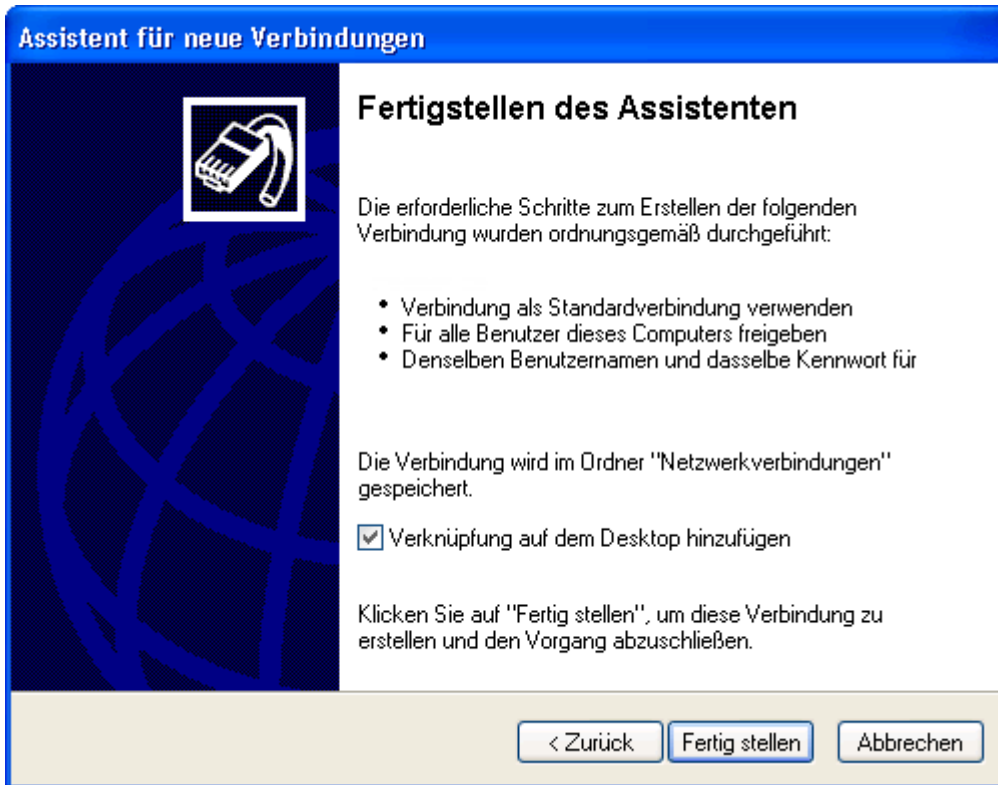 Assistent für neue Verbindungen
Fertigstellen des Assistenten
Die erforderliche Schritte zum Erstellen der folgenden
Verbindung wurden ordnungsgemäß durchgeführt:
• Verbindung als Standardverbindung verwenden
• Für alle Benutzer dieses Computers freigeben
• Denselben Benutzernamen und dasselbe Kennwort für
Die Verbindung wird im Ordner "Netzwerkverbindungen"
gespeichert.
Verknüpfung auf dem Desktop hinzufügen
Klicken Sie auf "Fertig stellen", um diese Verbindung zu
erstellen und den Vorgang abzuschließen.
< Zurück Fertig stellen Abbrechen